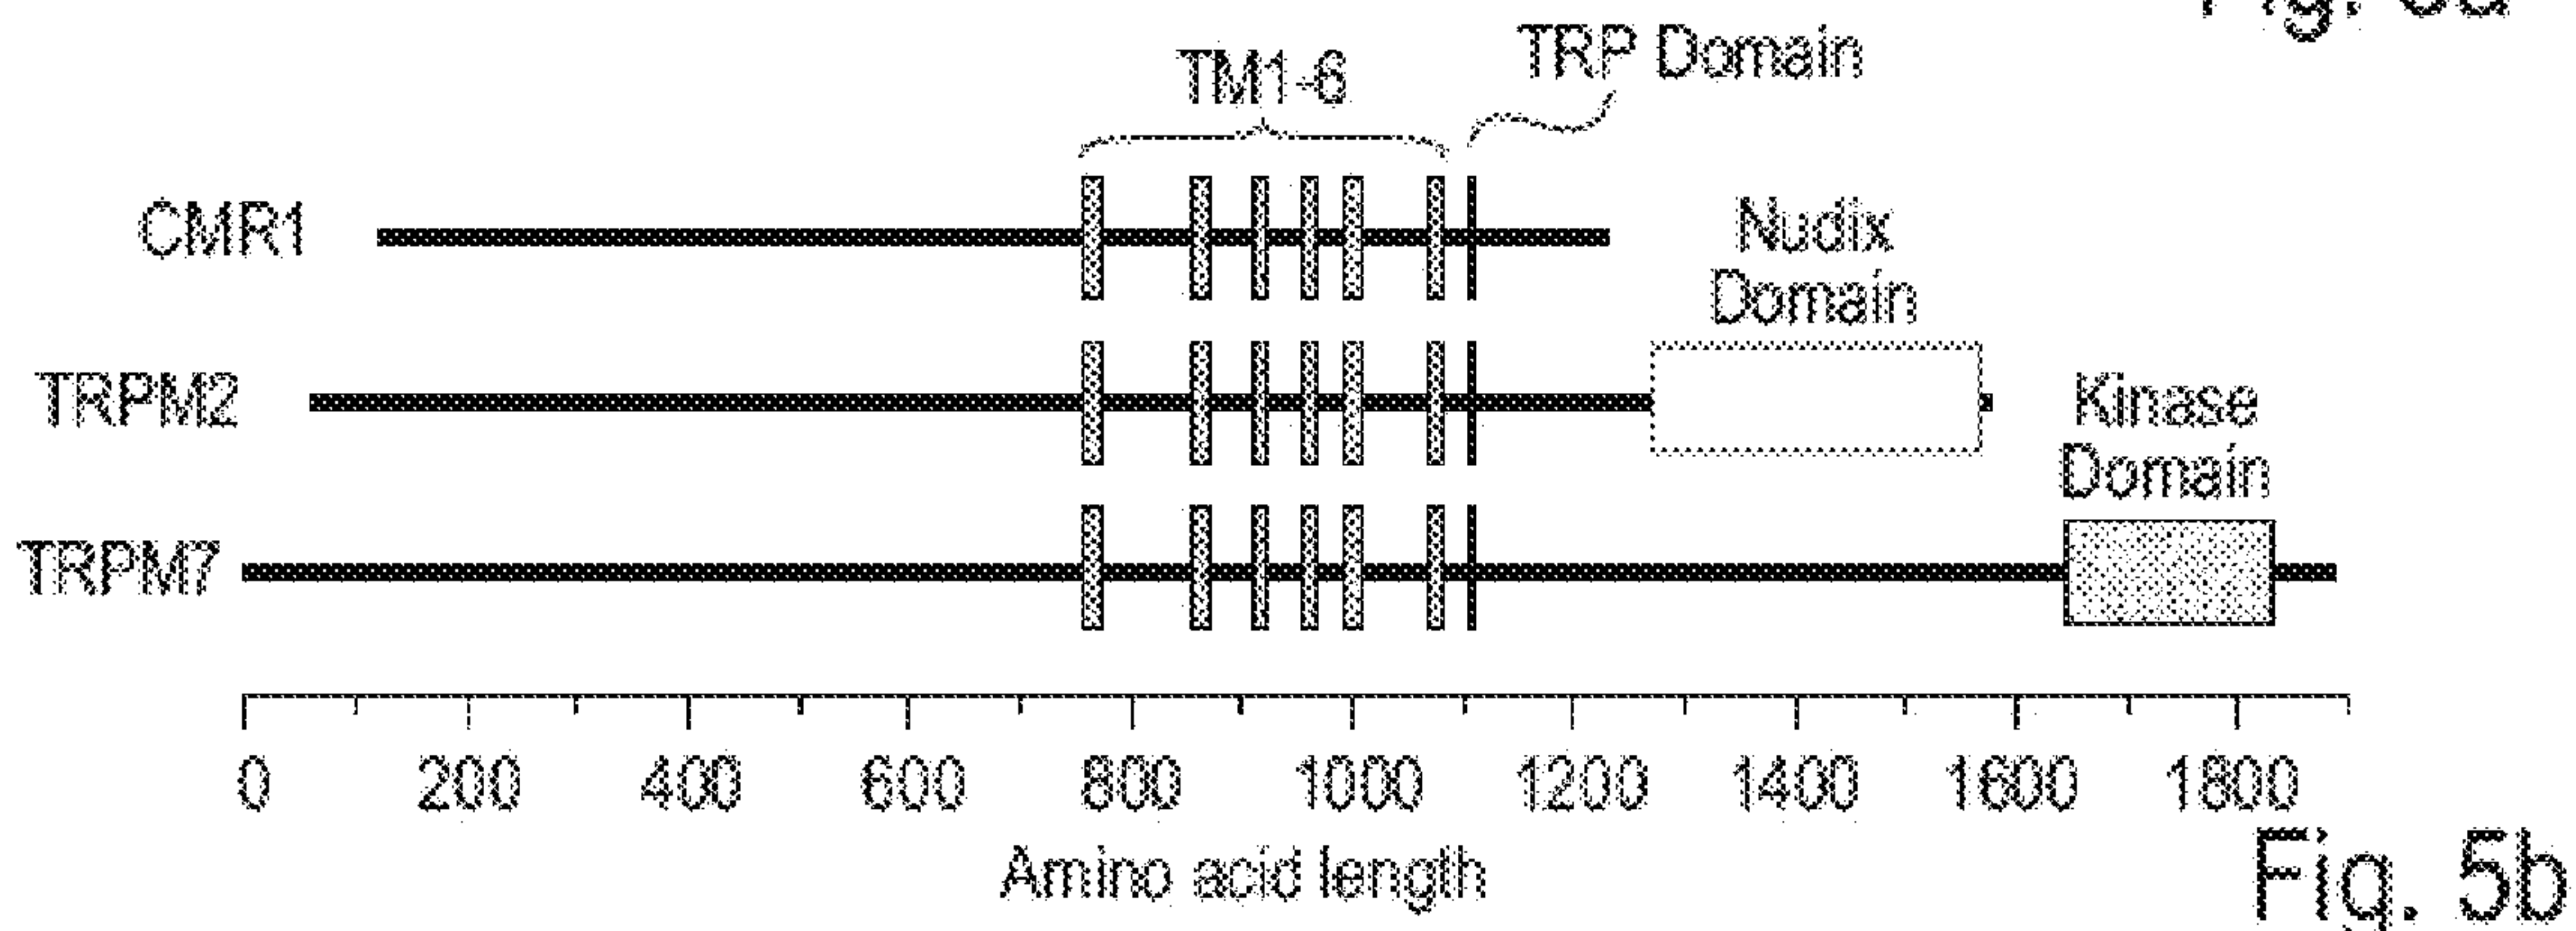 TM1-6
TRP Domain
CMR1
Nudix
Domain
TRPM2
Kinase
Domain
TRPM7
0 200 400 600 800 1000 1200 1400 1600 1800
Amino acid length
Fig. 5b